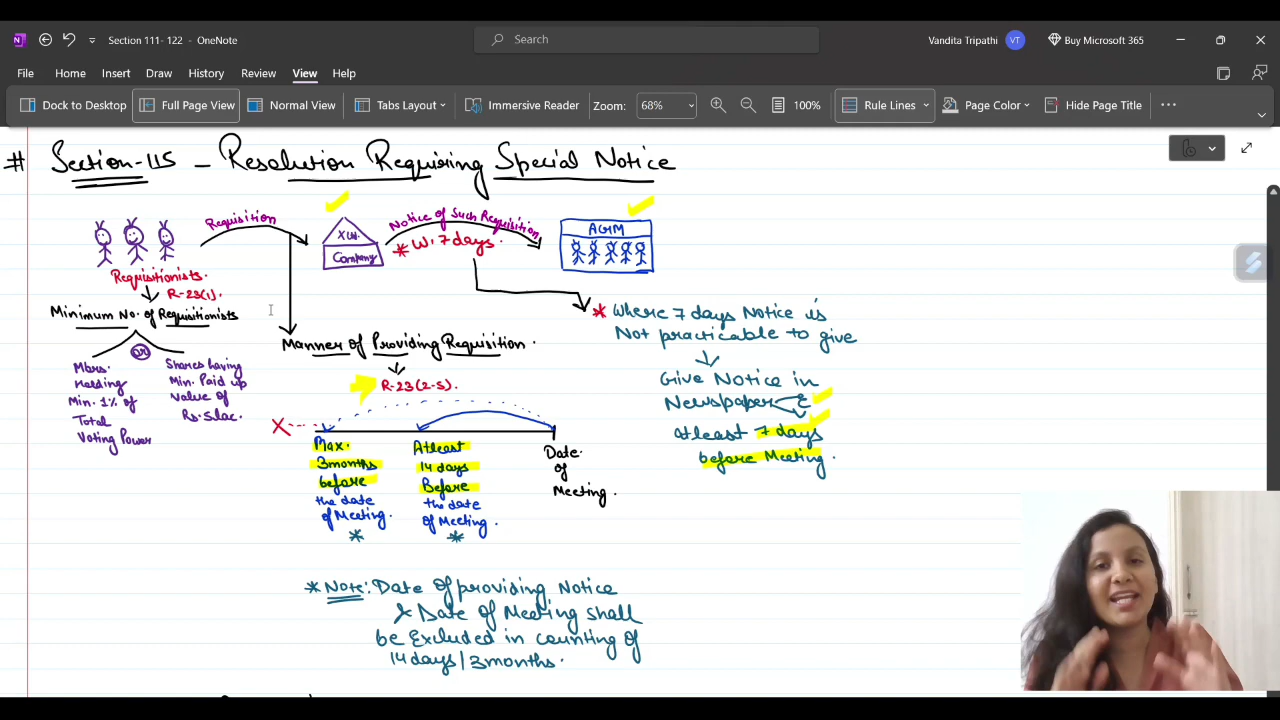 Section 111- 122 - OneNote
Search
Vandita Tripathi
VT
Buy Microsoft 365
File Home Insert Draw History Review View Help
Dock to Desktop Full Page View Normal View Tabs Layout Immersive Reader Zoom: 68% 100% Rule Lines Page Color Hide Page Title
# Section-115 - Resolution Requiring Special Notice
Requisition
Notice of Such Requisition
* W. 7 days.
AGM
Company
Requisitionists.
R-23(1).
Minimum No. of Requisitionists
OR
Mbrs.
Holding
Min. 1% of
Total
Voting Power
Shares having
Min. Paid up
Value of
Rs. 5 lac.
Manner of Providing Requisition.
R-23(2-5).
X
Max.
3months
before
the date
of Meeting.
*
Atleast
14 days
Before
the date
of Meeting.
*
Date
of
Meeting.
* Where 7 days Notice is
Not practicable to give
Give Notice in
Newspaper
atleast 7 days
before Meeting.
* Note: Date of providing Notice
& Date of Meeting shall
be Excluded in counting of
14 days/3months.